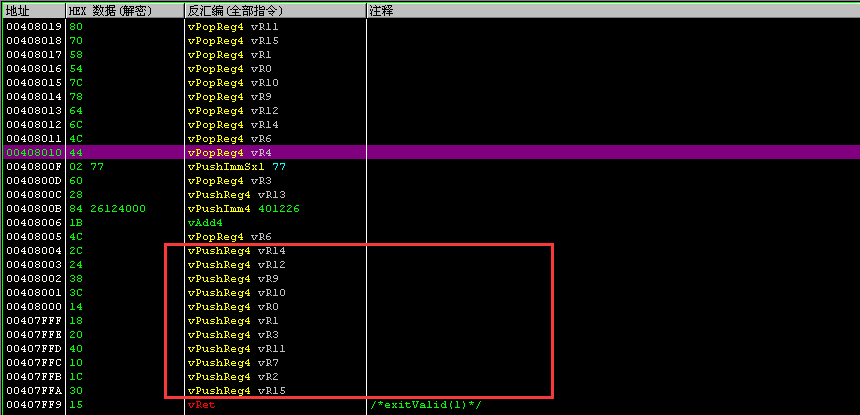 地址 HEX 数据(解密) 反汇编(全部指令) 注释
00408019 80 vPopReg4 vR11
00408018 70 vPopReg4 vR15
00408017 58 vPopReg4 vR1
00408016 54 vPopReg4 vR0
00408015 7C vPopReg4 vR10
00408014 78 vPopReg4 vR9
00408013 64 vPopReg4 vR12
00408012 6C vPopReg4 vR14
00408011 4C vPopReg4 vR6
00408010 44 vPopReg4 vR4
0040800F 02 77 vPushImmSx1 77
0040800D 60 vPopReg4 vR3
0040800C 28 vPushReg4 vR13
0040800B 84 26124000 vPushImm4 401226
00408006 1B vAdd4
00408005 4C vPopReg4 vR6
00408004 2C vPushReg4 vR14
00408003 24 vPushReg4 vR12
00408002 38 vPushReg4 vR9
00408001 3C vPushReg4 vR10
00408000 14 vPushReg4 vR0
00407FFF 18 vPushReg4 vR1
00407FFE 20 vPushReg4 vR3
00407FFD 40 vPushReg4 vR11
00407FFC 10 vPushReg4 vR7
00407FFB 1C vPushReg4 vR2
00407FFA 30 vPushReg4 vR15
00407FF9 15 vRet /*exitValid(1)*/